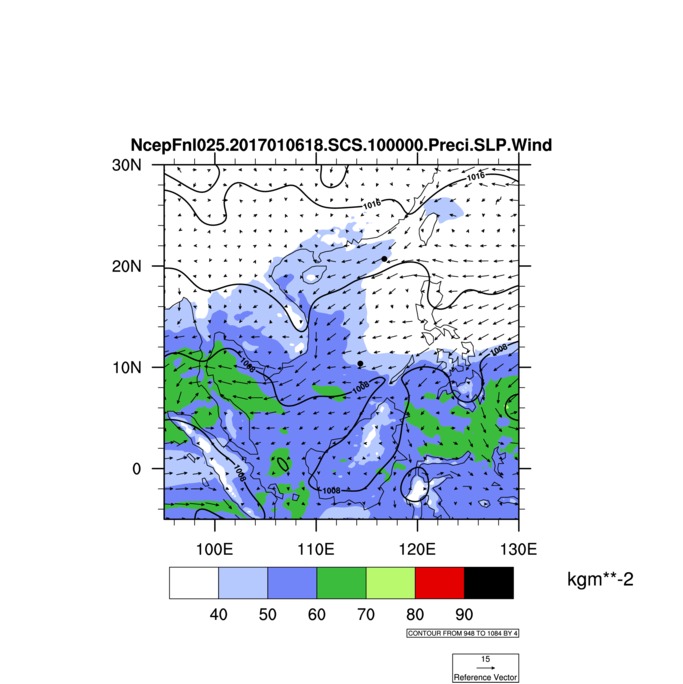 NcepFnl025.2017010618.SCS.100000.Preci.SLP.Wind
30N
1016
1016
20N
1008
10N
1008
1008
0
1008
1008
100E 110E 120E 130E
kgm**-2
40 50 60 70 80 90
CONTOUR FROM 948 TO 1084 BY 4
15
Reference Vector